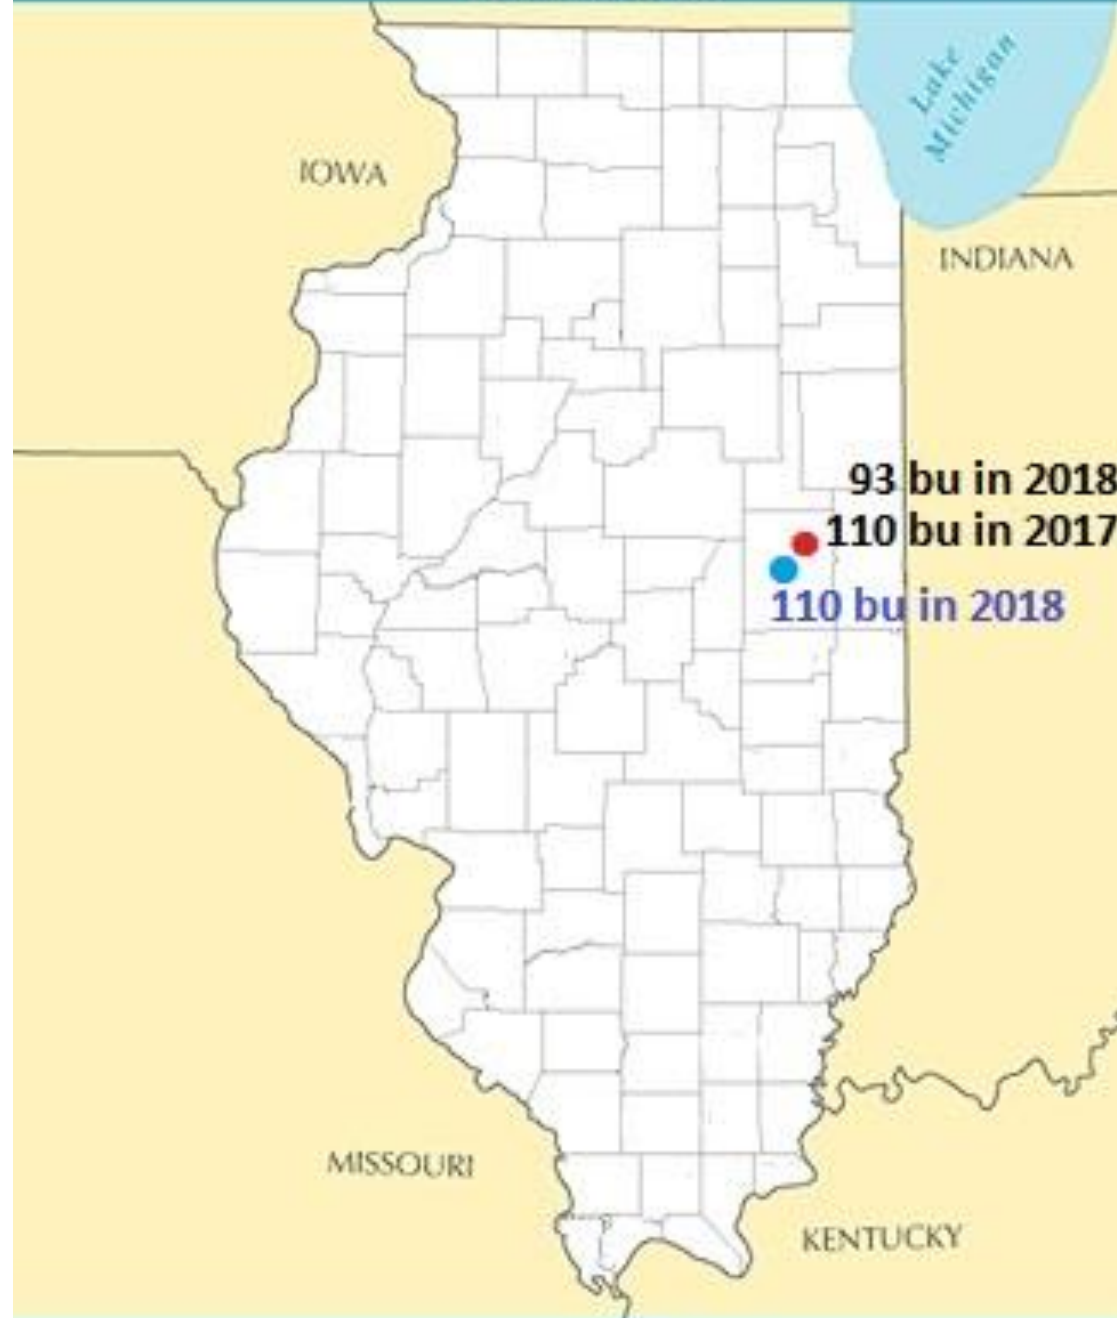 Lake
Michigan
IOWA
INDIANA
93 bu in 2018
110 bu in 2017
110 bu in 2018
MISSOURI
KENTUCKY